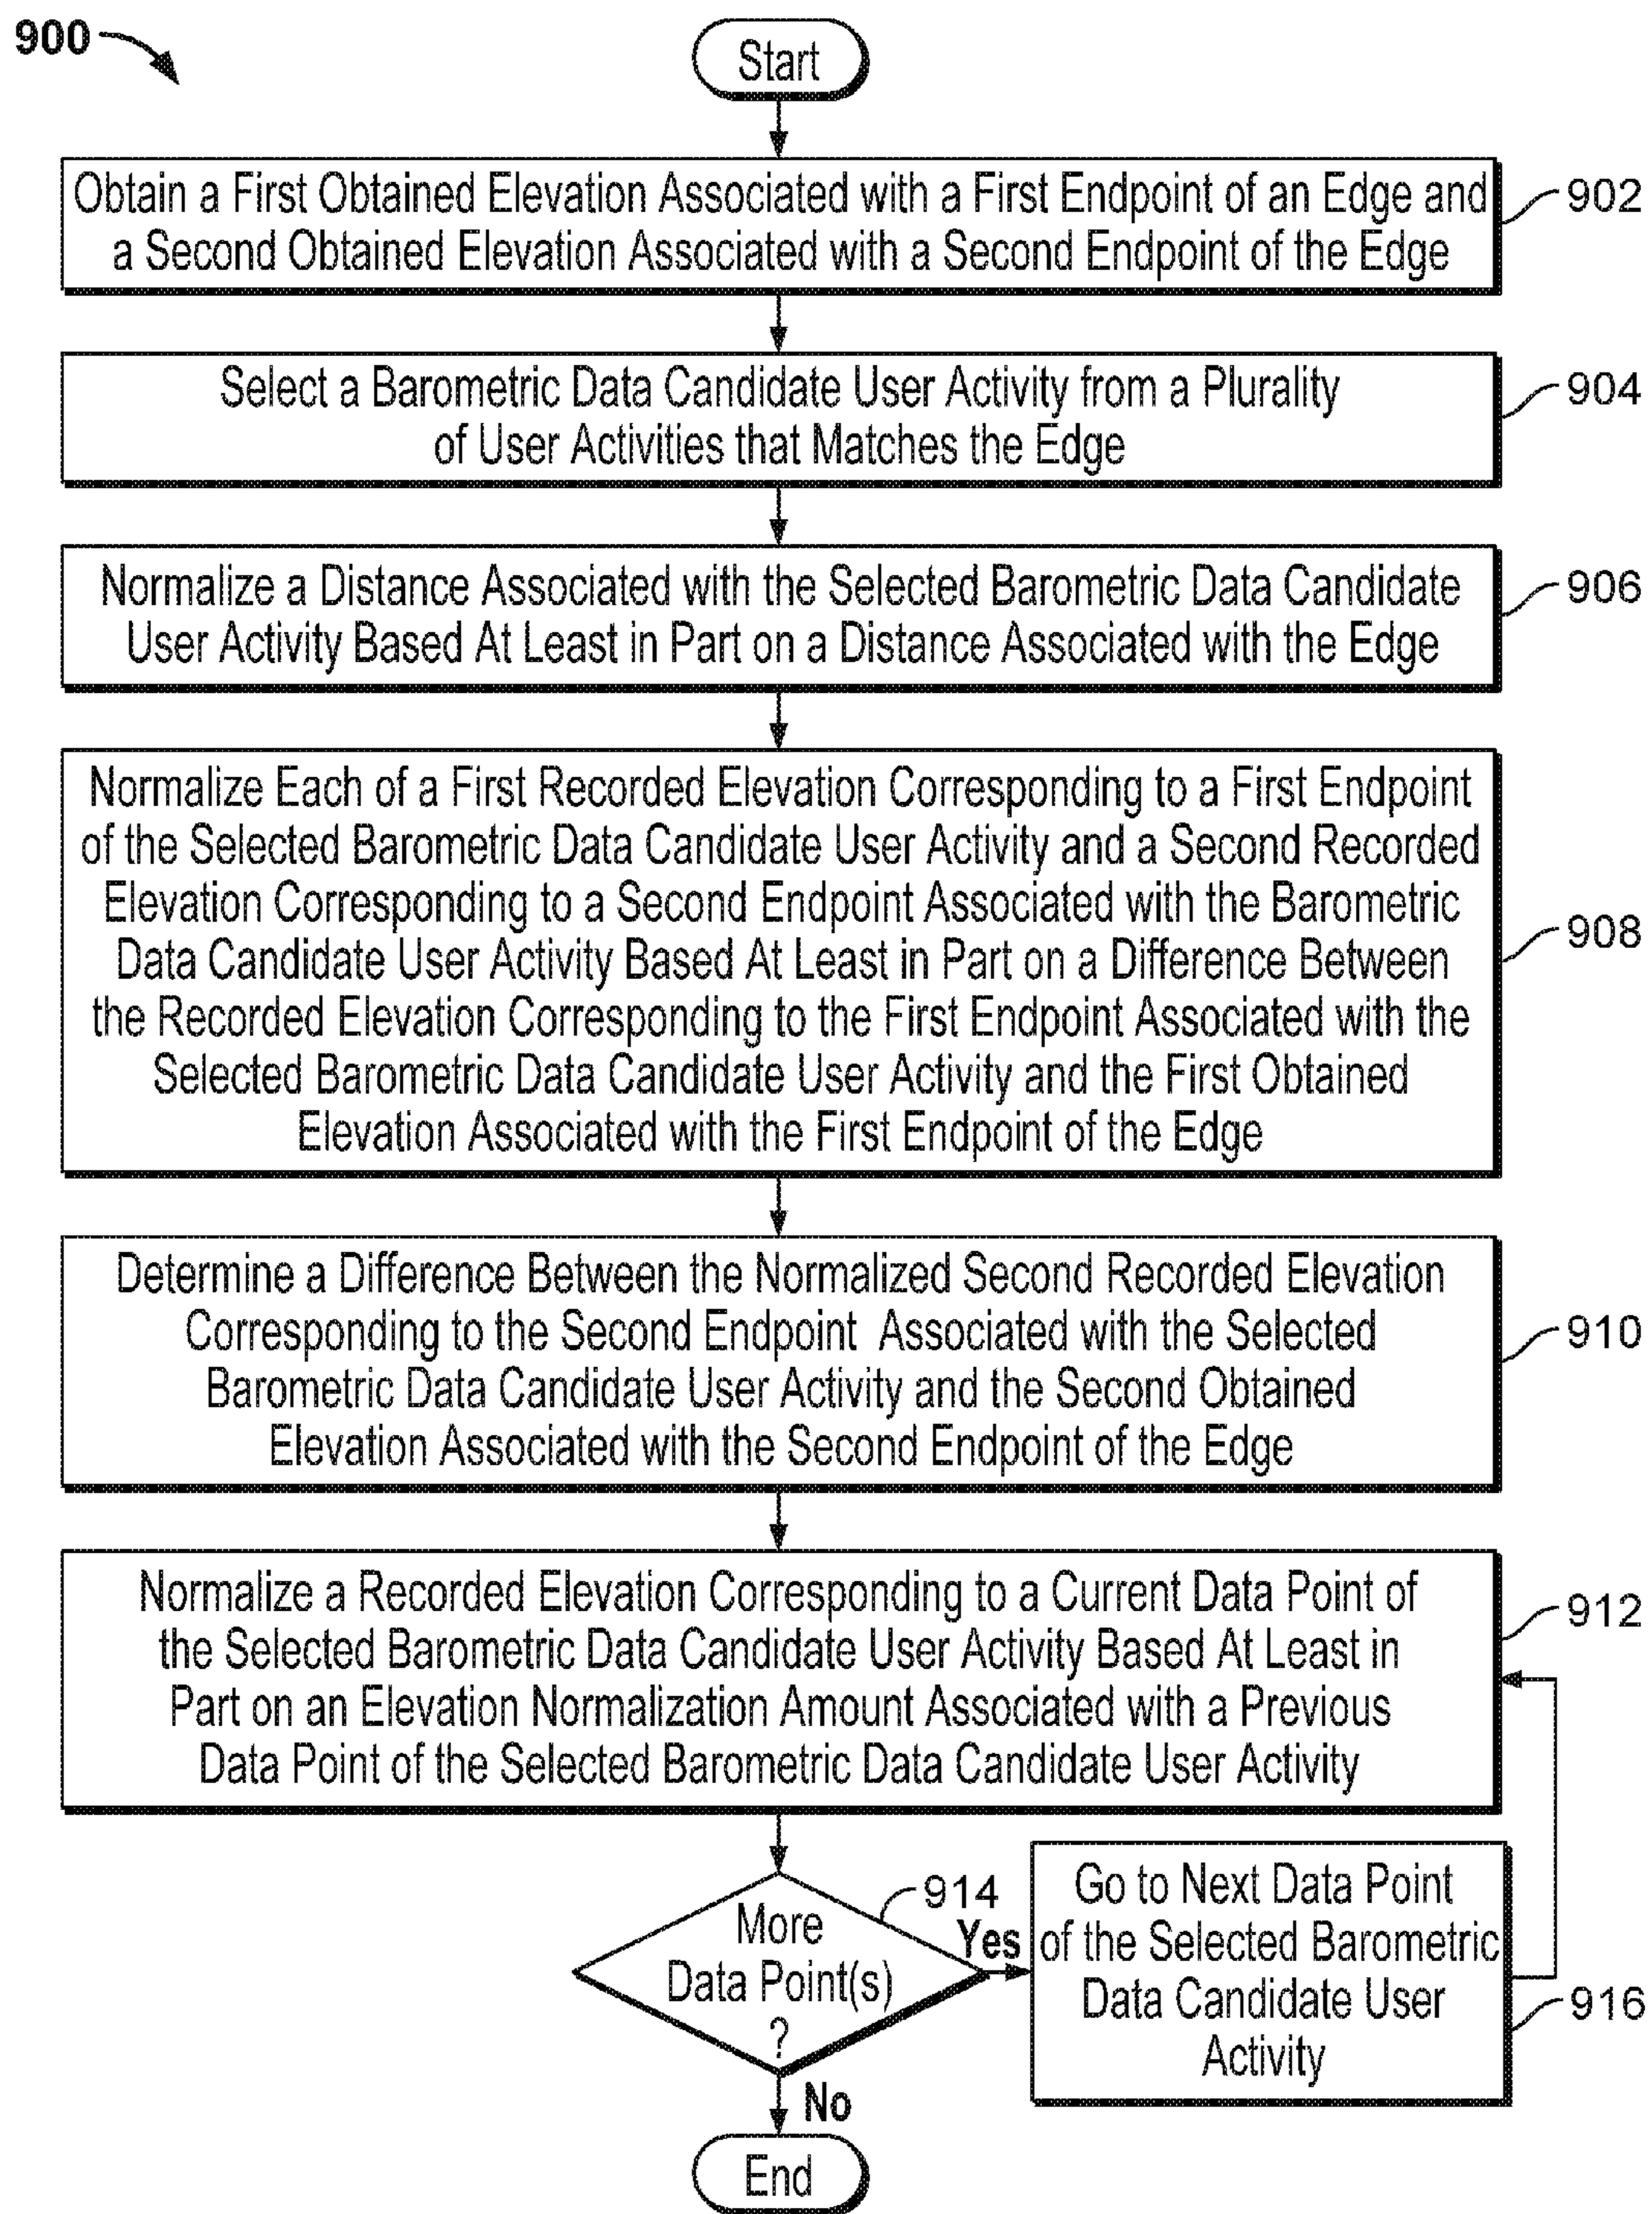 900
Start
Obtain a First Obtained Elevation Associated with a First Endpoint of an Edge and
a Second Obtained Elevation Associated with a Second Endpoint of the Edge
902
Select a Barometric Data Candidate User Activity from a Plurality
of User Activities that Matches the Edge
904
Normalize a Distance Associated with the Selected Barometric Data Candidate
User Activity Based At Least in Part on a Distance Associated with the Edge
906
Normalize Each of a First Recorded Elevation Corresponding to a First Endpoint
of the Selected Barometric Data Candidate User Activity and a Second Recorded
Elevation Corresponding to a Second Endpoint Associated with the Barometric
Data Candidate User Activity Based At Least in Part on a Difference Between
the Recorded Elevation Corresponding to the First Endpoint Associated with the
Selected Barometric Data Candidate User Activity and the First Obtained
Elevation Associated with the First Endpoint of the Edge
908
Determine a Difference Between the Normalized Second Recorded Elevation
Corresponding to the Second Endpoint Associated with the Selected
Barometric Data Candidate User Activity and the Second Obtained
Elevation Associated with the Second Endpoint of the Edge
910
Normalize a Recorded Elevation Corresponding to a Current Data Point of
the Selected Barometric Data Candidate User Activity Based At Least in
Part on an Elevation Normalization Amount Associated with a Previous
Data Point of the Selected Barometric Data Candidate User Activity
912
More
Data Point(s)
?
914
Yes
Go to Next Data Point
of the Selected Barometric
Data Candidate User
Activity
916
No
End